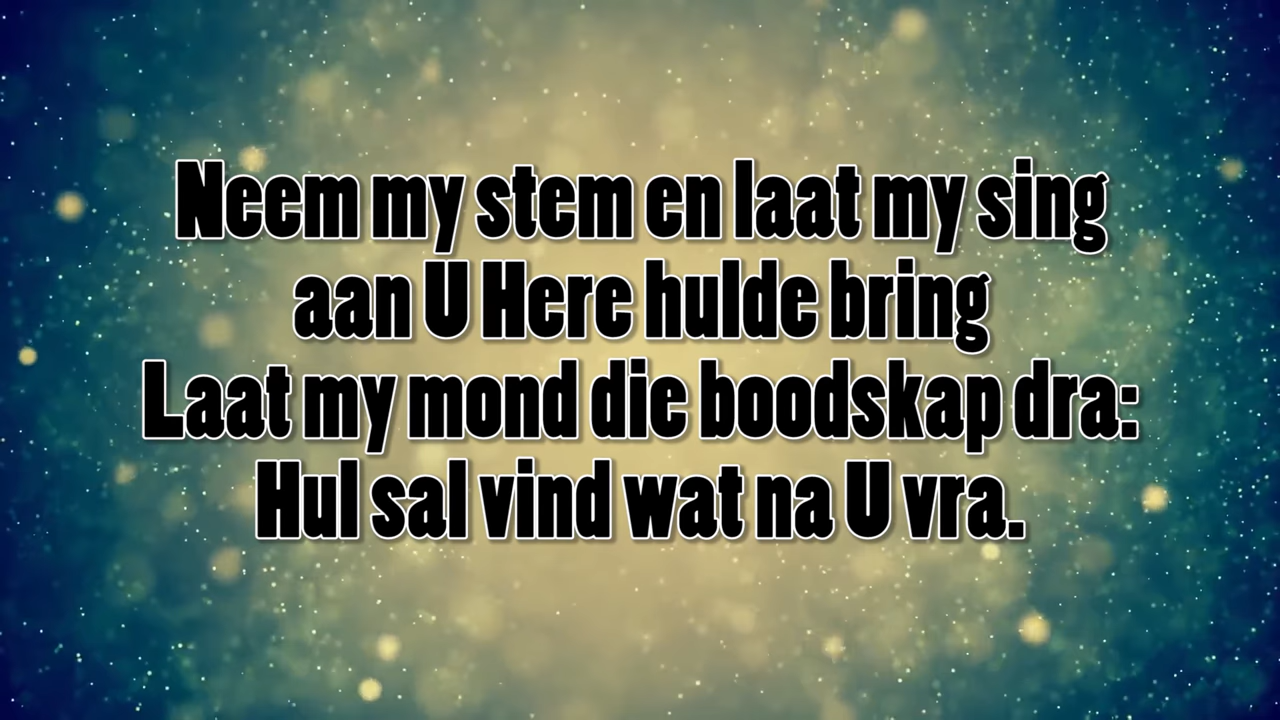 Neem my stem en laat my sing
aan U Here hulde bring
Laat my mond die boodskap dra:
Hul sal vind wat na U vra.